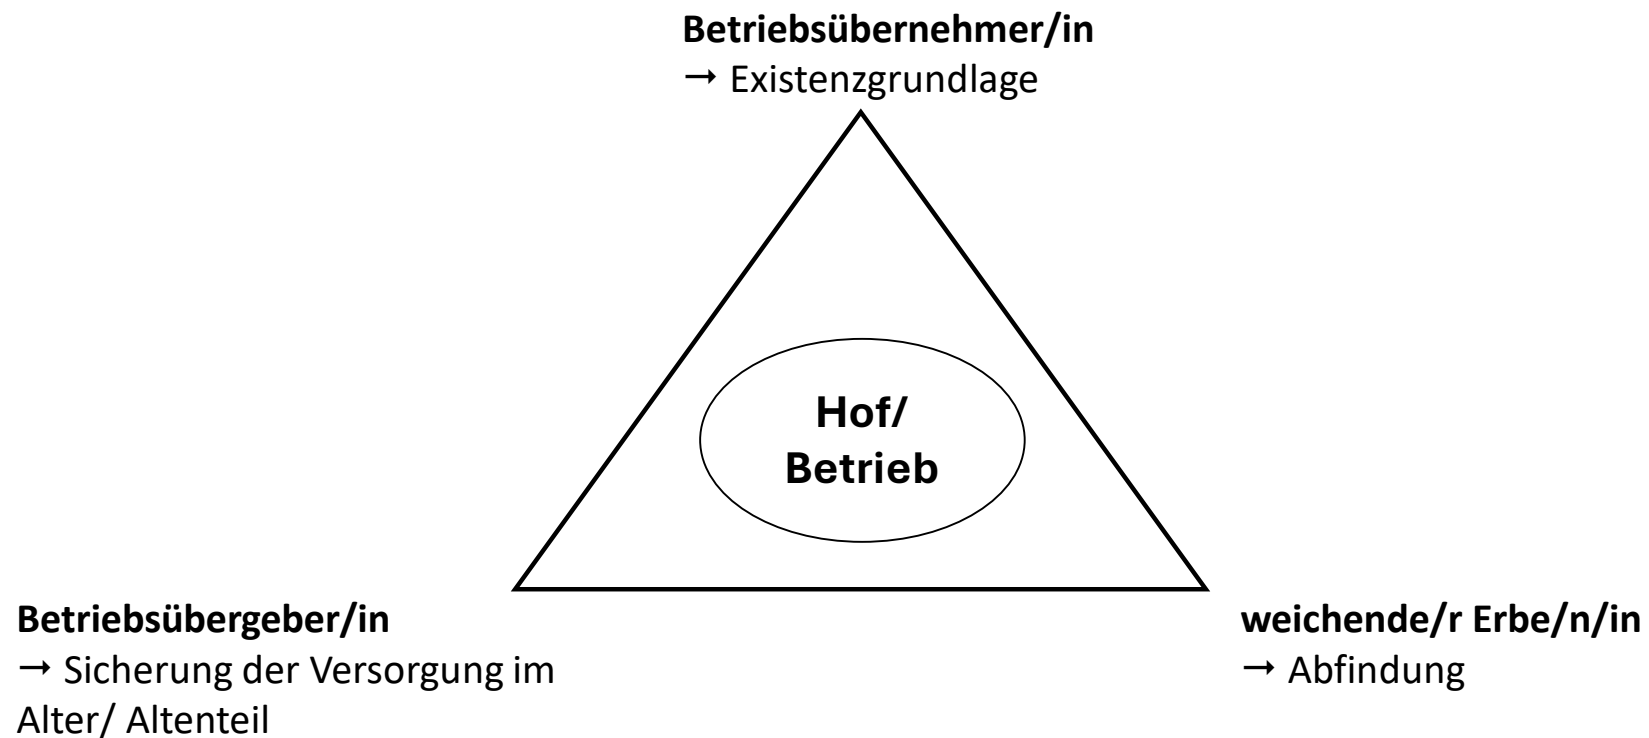 Betriebsübernehmer/in
→ Existenzgrundlage
Hof/
Betrieb
Betriebsübergeber/in
→ Sicherung der Versorgung im
Alter/ Altenteil
weichende/r Erbe/n/in
→ Abfindung